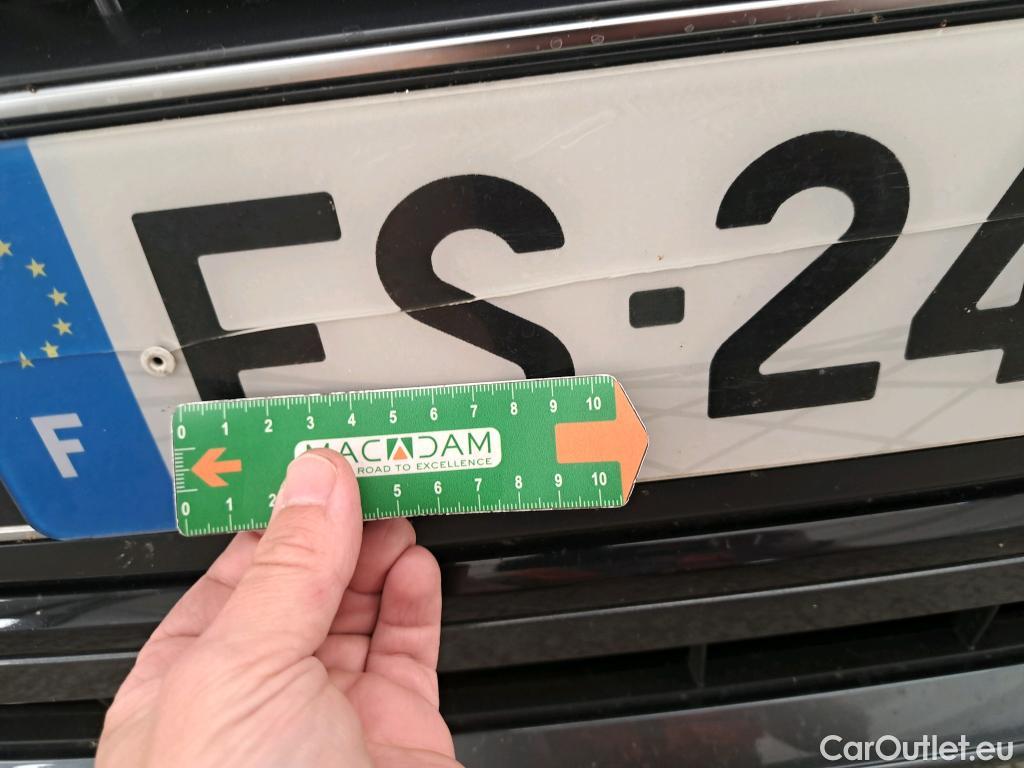 S-24
F
0 1 2 3 4 5 6 7 8 9 10
MACADAM
ROAD TO EXCELLENCE
0 1 2 5 6 7 8 9 10
CarOutlet.eu